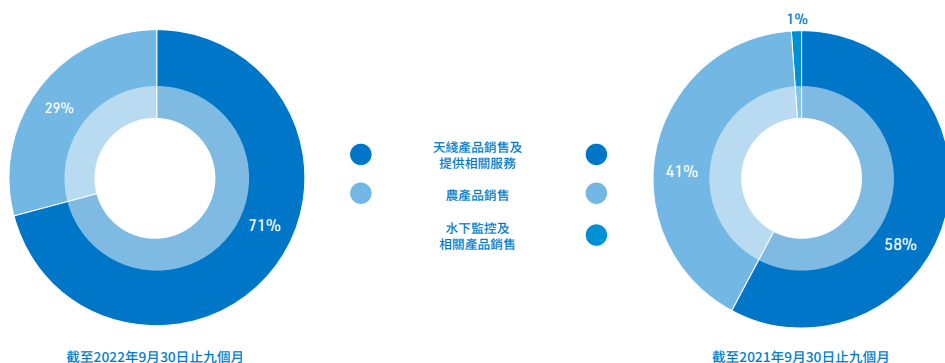 1%
29%
71%
天綫產品銷售及
提供相關服務
農產品銷售
水下監控及
相關產品銷售
41%
58%
截至2022年9月30日止九個月
截至2021年9月30日止九個月